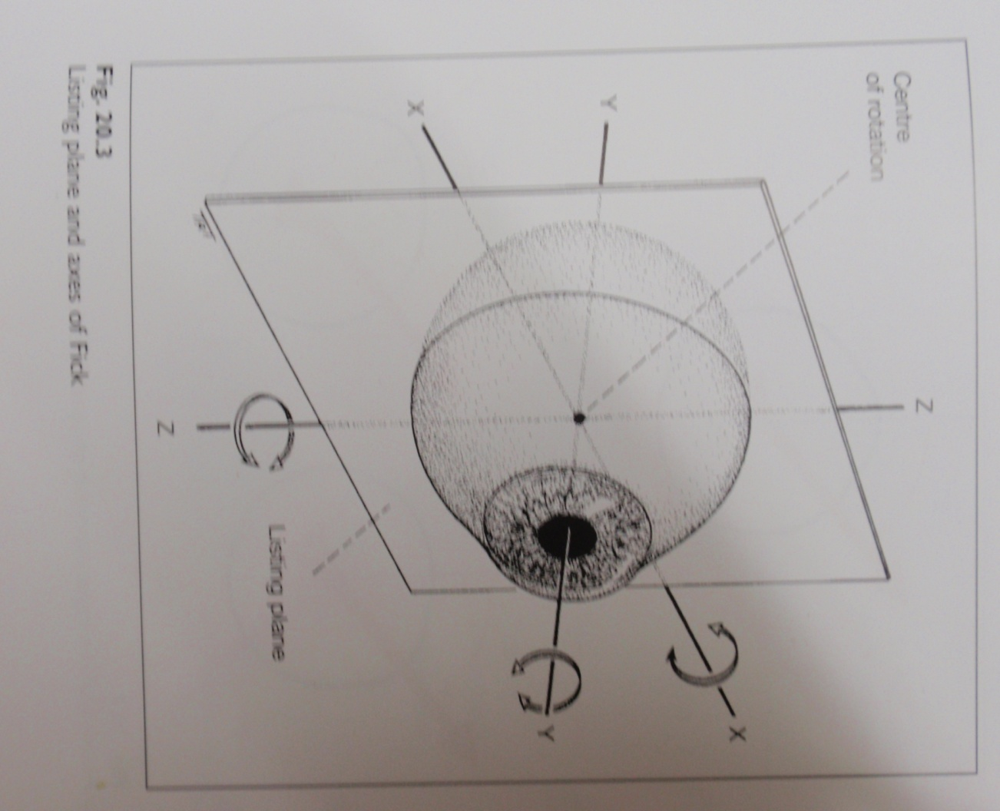 Centre
of rotation
Z
Y
X
X
Y
Z
Listing plane
Fig. 20.3
Listing plane and axes of Fick